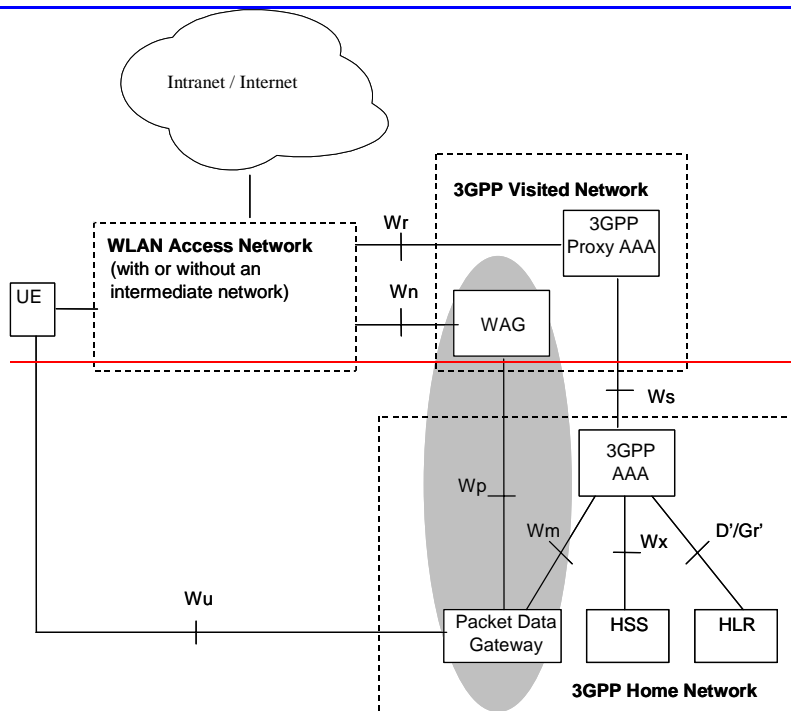 Intranet / Internet
3GPP Visited Network
3GPP
Proxy AAA
Wr
WLAN Access Network
(with or without an
intermediate network)
UE
Wn
WAG
Ws
3GPP
AAA
Wp
Wm
Wx
D'/Gr'
Wu
Packet Data
Gateway
HSS
HLR
3GPP Home Network